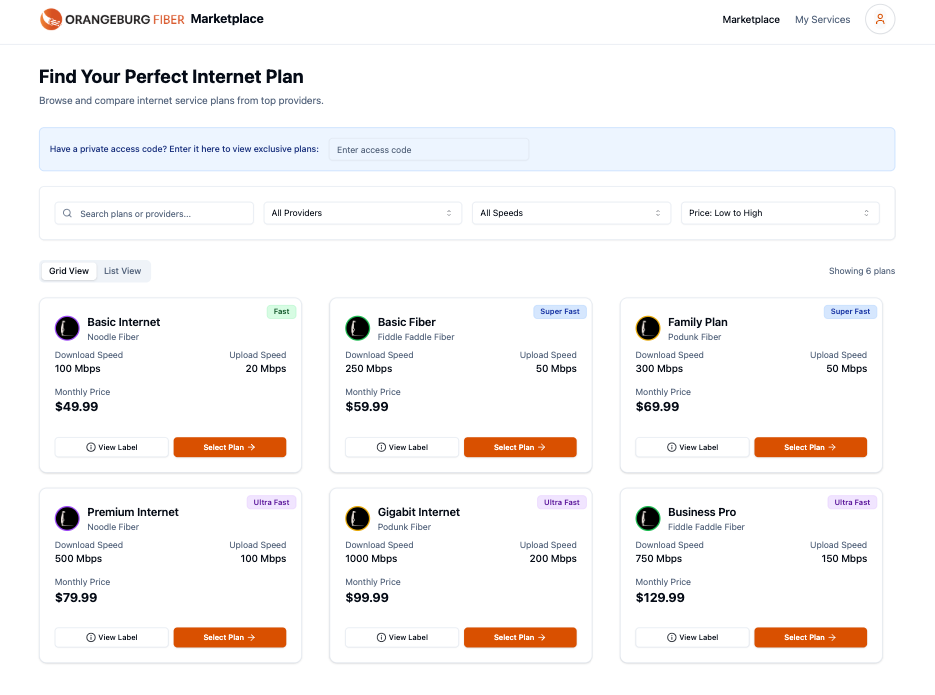 ORANGEBURG FIBER Marketplace
Marketplace My Services
Find Your Perfect Internet Plan
Browse and compare internet service plans from top providers.
Have a private access code? Enter it here to view exclusive plans: Enter access code
Search plans or providers... All Providers All Speeds Price: Low to High
Grid View List View Showing 6 plans
Fast
Basic Internet
Noodle Fiber
Download Speed Upload Speed
100 Mbps 20 Mbps
Monthly Price
$49.99
View Label Select Plan →
Super Fast
Basic Fiber
Fiddle Faddle Fiber
Download Speed Upload Speed
250 Mbps 50 Mbps
Monthly Price
$59.99
View Label Select Plan →
Super Fast
Family Plan
Podunk Fiber
Download Speed Upload Speed
300 Mbps 50 Mbps
Monthly Price
$69.99
View Label Select Plan →
Ultra Fast
Premium Internet
Noodle Fiber
Download Speed Upload Speed
500 Mbps 100 Mbps
Monthly Price
$79.99
View Label Select Plan →
Ultra Fast
Gigabit Internet
Podunk Fiber
Download Speed Upload Speed
1000 Mbps 200 Mbps
Monthly Price
$99.99
View Label Select Plan →
Ultra Fast
Business Pro
Fiddle Faddle Fiber
Download Speed Upload Speed
750 Mbps 150 Mbps
Monthly Price
$129.99
View Label Select Plan →